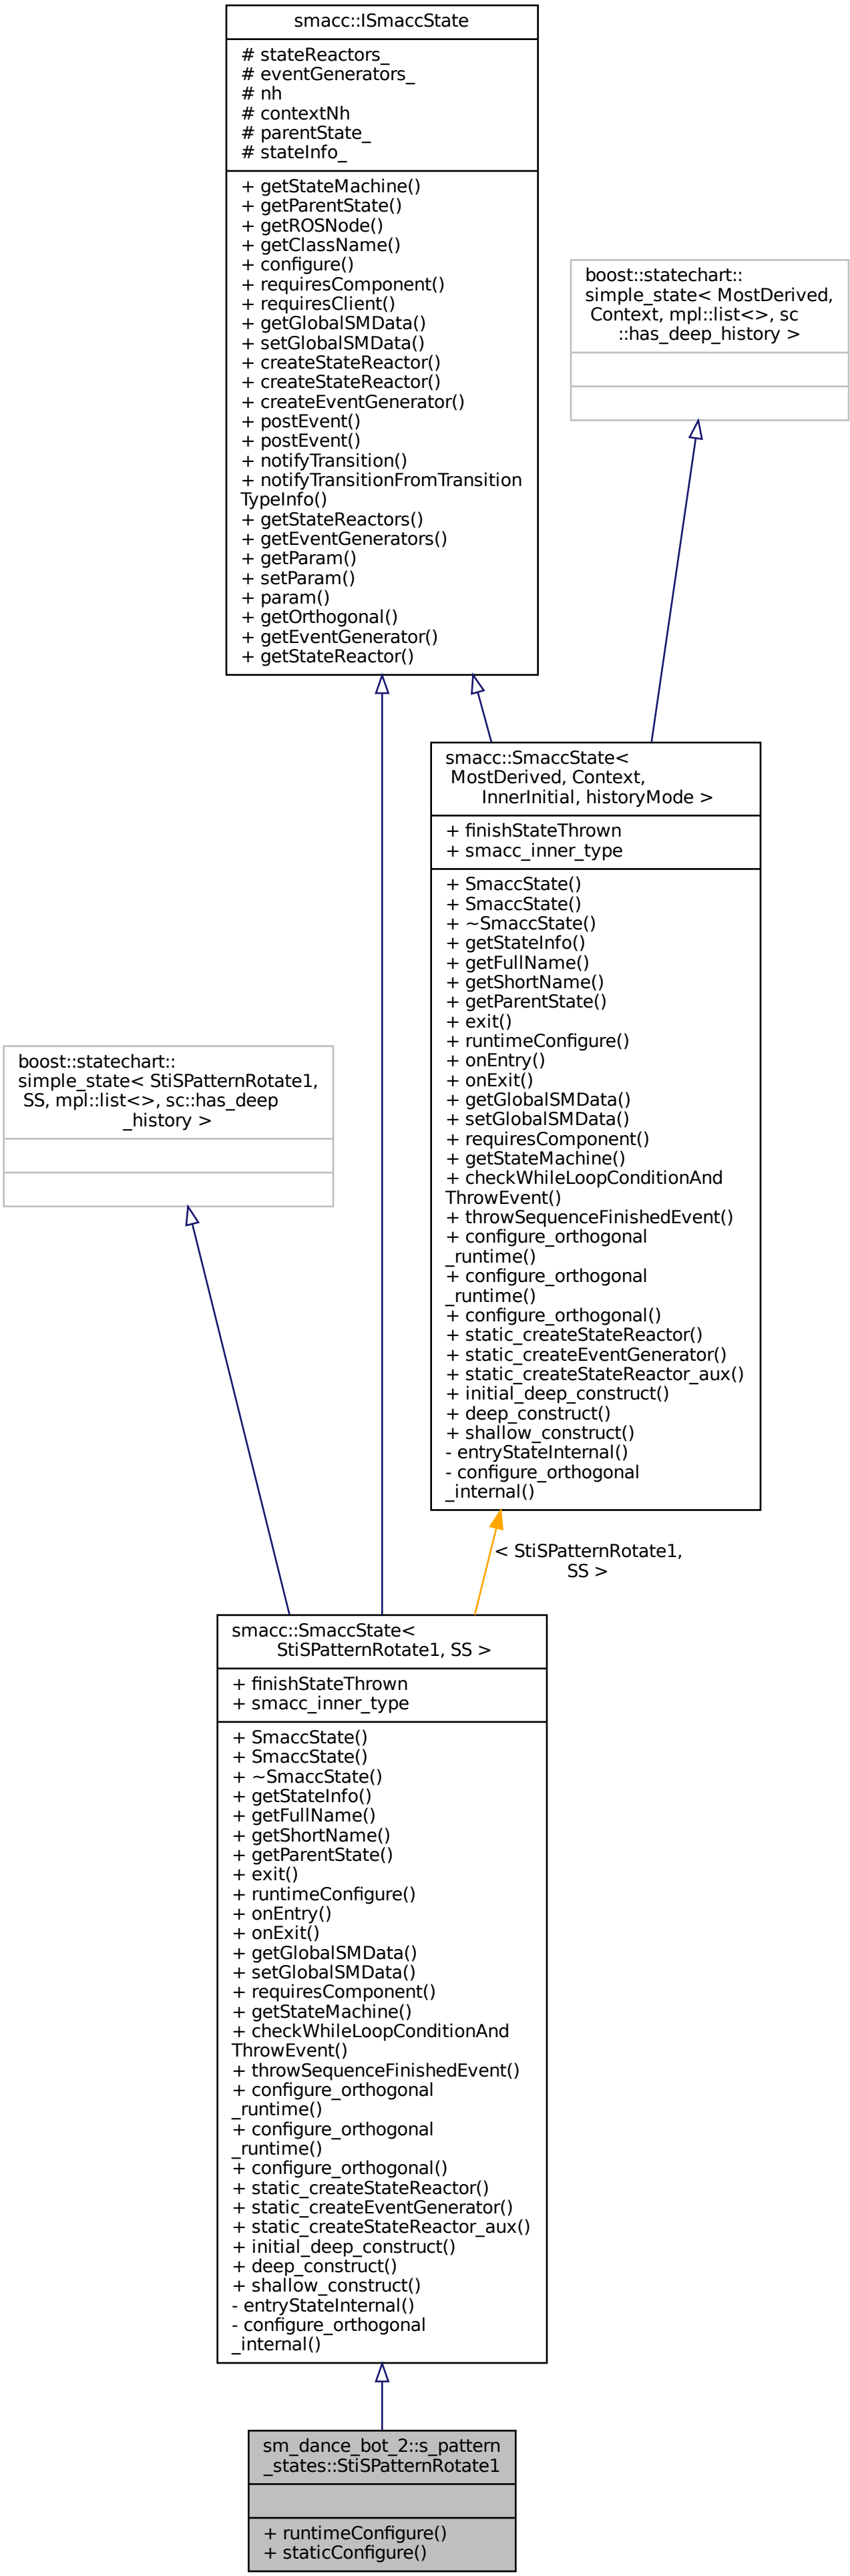 smacc::ISmaccState
# stateReactors_
# eventGenerators_
# nh
# contextNh
# parentState_
# stateInfo_
+ getStateMachine()
+ getParentState()
+ getROSNode()
+ getClassName()
+ configure()
+ requiresComponent()
+ requiresClient()
+ getGlobalSMData()
+ setGlobalSMData()
+ createStateReactor()
+ createStateReactor()
+ createEventGenerator()
+ postEvent()
+ postEvent()
+ notifyTransition()
+ notifyTransitionFromTransition
TypeInfo()
+ getStateReactors()
+ getEventGenerators()
+ getParam()
+ setParam()
+ param()
+ getOrthogonal()
+ getEventGenerator()
+ getStateReactor()
boost::statechart::
simple_state< MostDerived,
Context, mpl::list<>, sc
::has_deep_history >
smacc::SmaccState<
MostDerived, Context,
InnerInitial, historyMode >
+ finishStateThrown
+ smacc_inner_type
+ SmaccState()
+ SmaccState()
+ ~SmaccState()
+ getStateInfo()
+ getFullName()
+ getShortName()
+ getParentState()
+ exit()
+ runtimeConfigure()
+ onEntry()
+ onExit()
+ getGlobalSMData()
+ setGlobalSMData()
+ requiresComponent()
+ getStateMachine()
+ checkWhileLoopConditionAnd
ThrowEvent()
+ throwSequenceFinishedEvent()
+ configure_orthogonal
_runtime()
+ configure_orthogonal
_runtime()
+ configure_orthogonal()
+ static_createStateReactor()
+ static_createEventGenerator()
+ static_createStateReactor_aux()
+ initial_deep_construct()
+ deep_construct()
+ shallow_construct()
- entryStateInternal()
- configure_orthogonal
_internal()
boost::statechart::
simple_state< StiSPatternRotate1,
SS, mpl::list<>, sc::has_deep
_history >
< StiSPatternRotate1,
SS >
smacc::SmaccState<
StiSPatternRotate1, SS >
+ finishStateThrown
+ smacc_inner_type
+ SmaccState()
+ SmaccState()
+ ~SmaccState()
+ getStateInfo()
+ getFullName()
+ getShortName()
+ getParentState()
+ exit()
+ runtimeConfigure()
+ onEntry()
+ onExit()
+ getGlobalSMData()
+ setGlobalSMData()
+ requiresComponent()
+ getStateMachine()
+ checkWhileLoopConditionAnd
ThrowEvent()
+ throwSequenceFinishedEvent()
+ configure_orthogonal
_runtime()
+ configure_orthogonal
_runtime()
+ configure_orthogonal()
+ static_createStateReactor()
+ static_createEventGenerator()
+ static_createStateReactor_aux()
+ initial_deep_construct()
+ deep_construct()
+ shallow_construct()
- entryStateInternal()
- configure_orthogonal
_internal()
sm_dance_bot_2::s_pattern
_states::StiSPatternRotate1
+ runtimeConfigure()
+ staticConfigure()